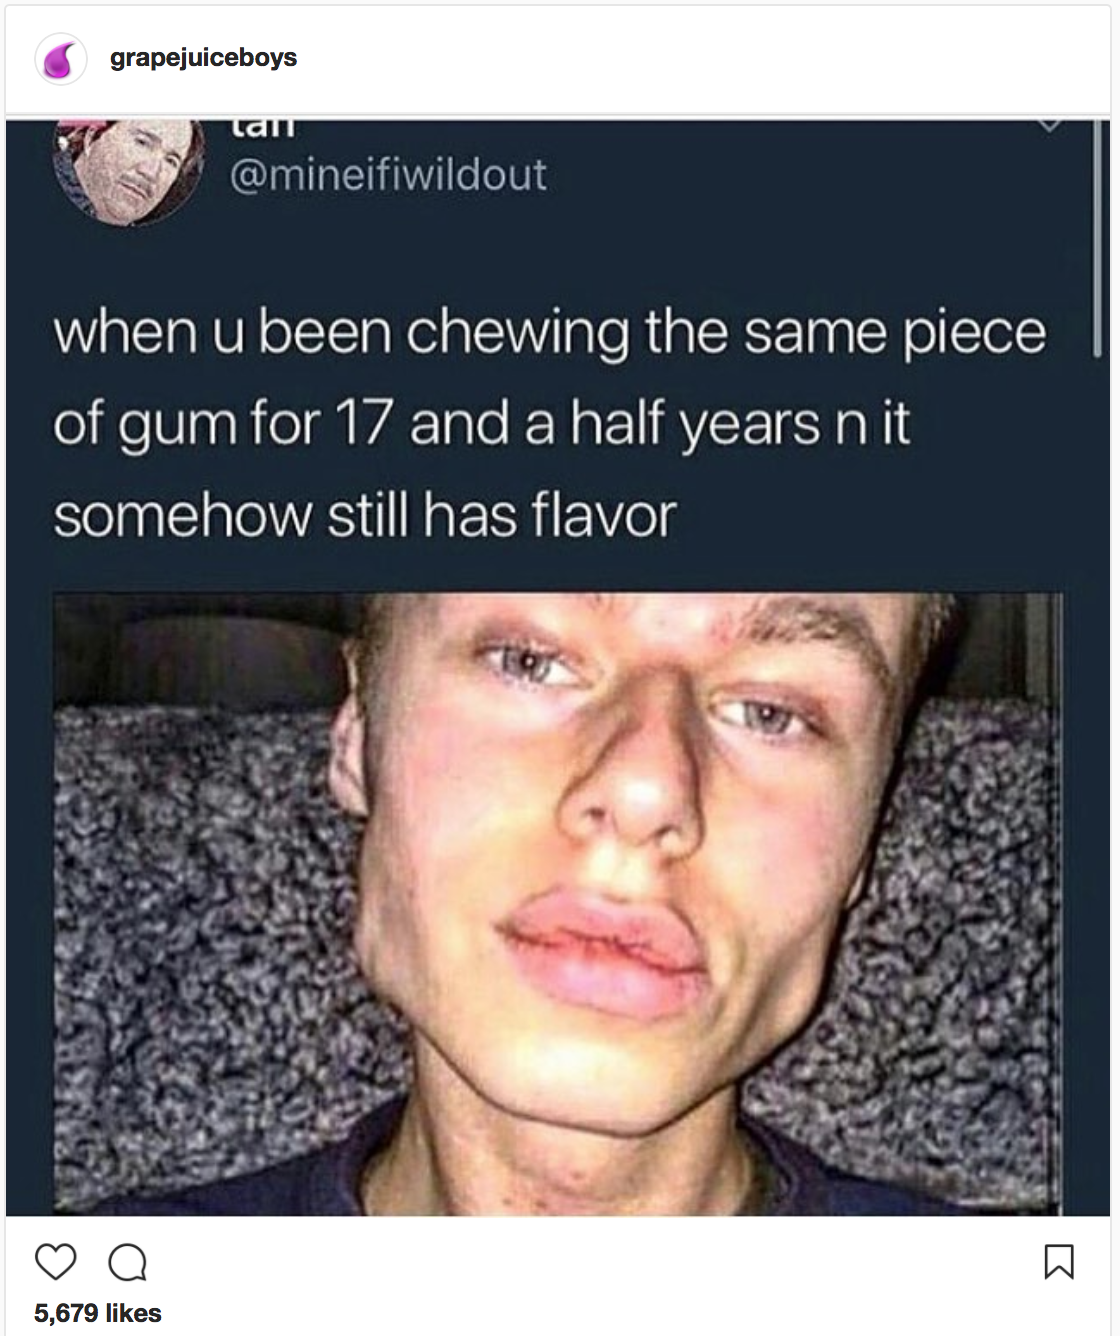 grapejuiceboys
tan
@mineifiwildout
when u been chewing the same piece
of gum for 17 and a half years n it
somehow still has flavor
5,679 likes